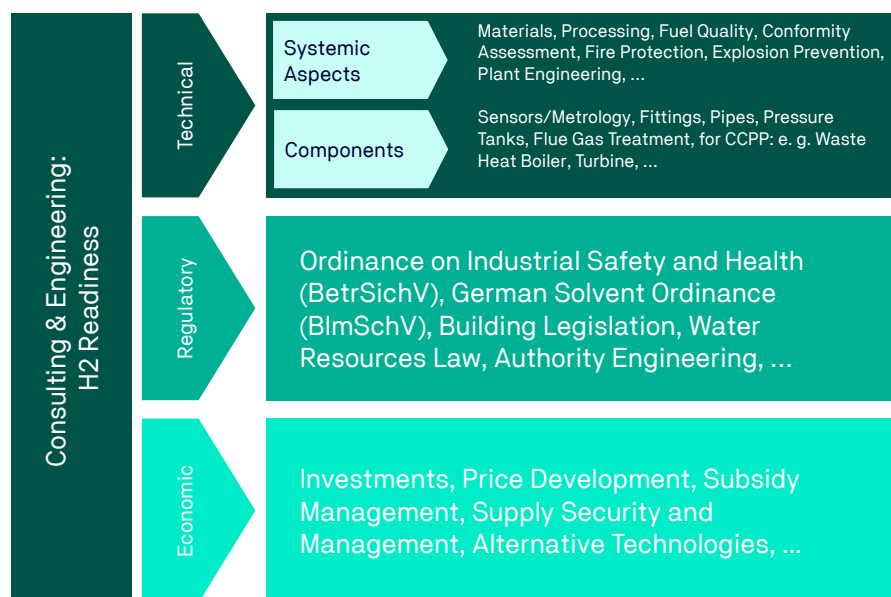 Consulting & Engineering:
H2 Readiness
Technical
Systemic
Aspects
Materials, Processing, Fuel Quality, Conformity
Assessment, Fire Protection, Explosion Prevention,
Plant Engineering, ...
Components
Sensors/Metrology, Fittings, Pipes, Pressure
Tanks, Flue Gas Treatment, for CCPP: e. g. Waste
Heat Boiler, Turbine, ...
Regulatory
Ordinance on Industrial Safety and Health
(BetrSichV), German Solvent Ordinance
(BImSchV), Building Legislation, Water
Resources Law, Authority Engineering, ...
Economic
Investments, Price Development, Subsidy
Management, Supply Security and
Management, Alternative Technologies, ...